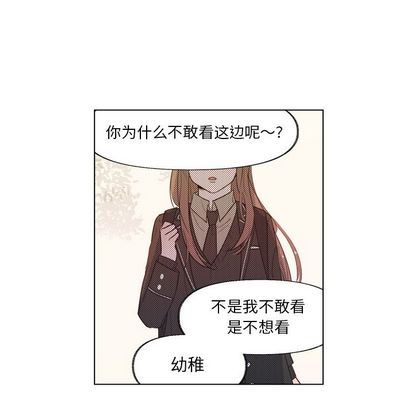 你为什么不敢看这边呢～?
不是我不敢看
是不想看
幼稚